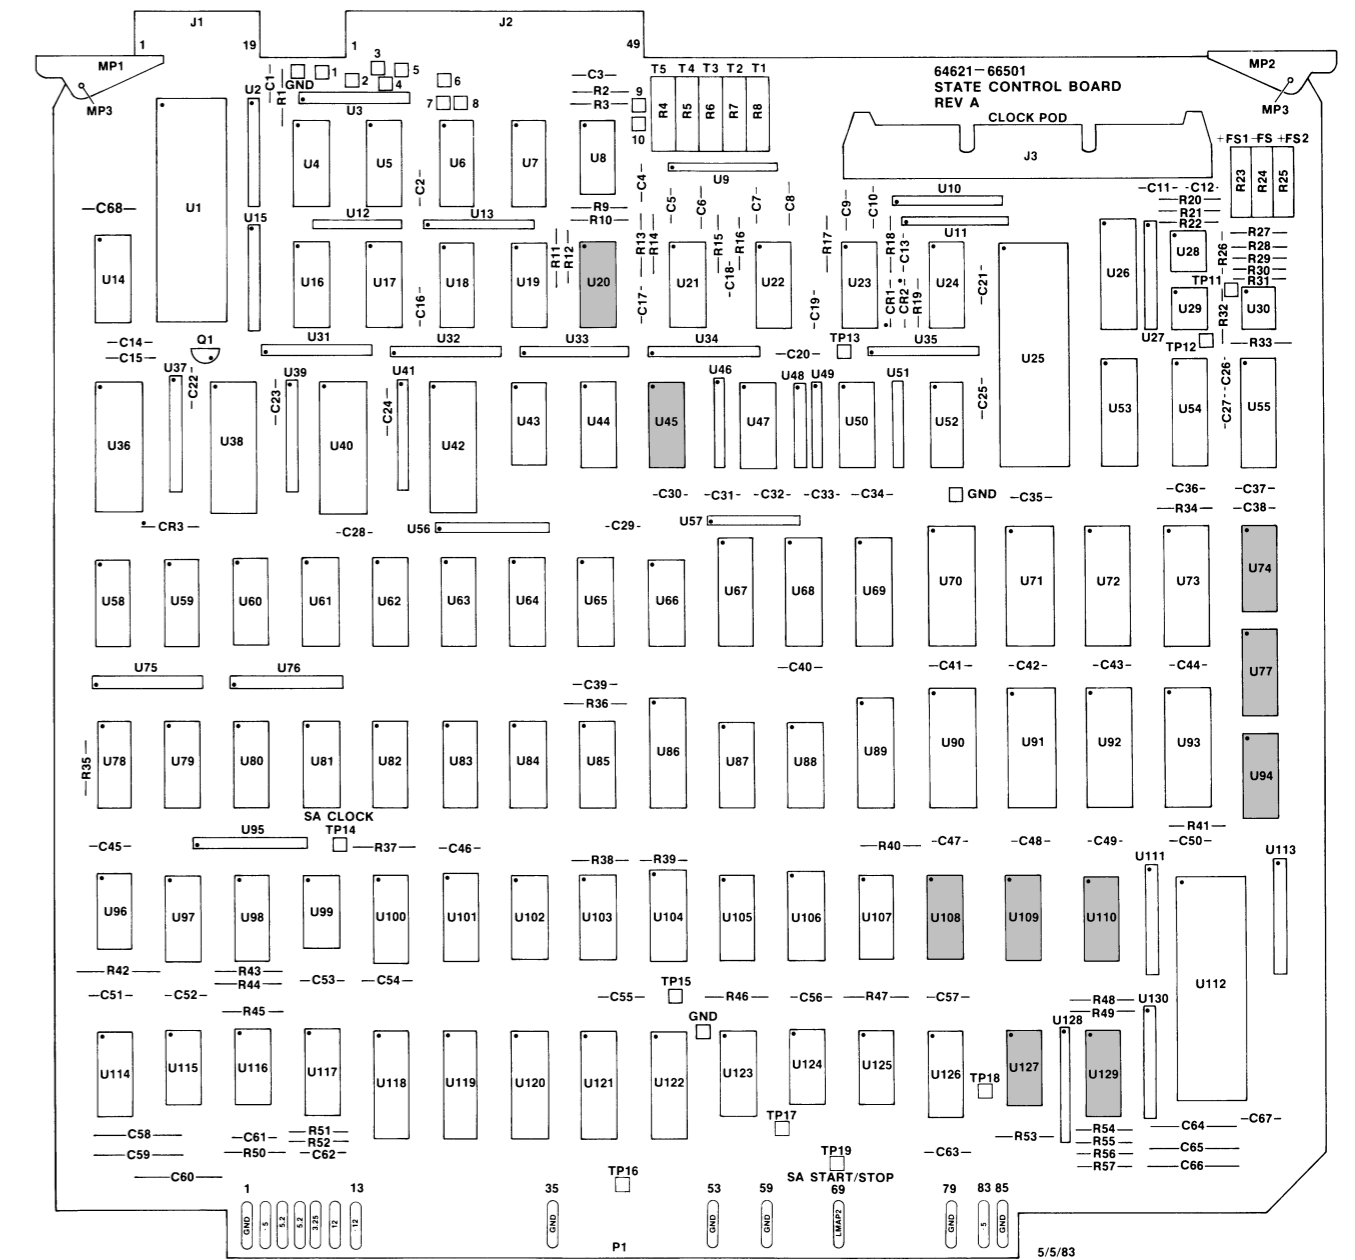 J1
J2
1
19
1
49
MP1
MP3
MP2
MP3
64621-66501
STATE CONTROL BOARD
REV A
CLOCK POD
J3
C1
R1
GND
1
2
3
4
5
6
7
8
U2
U3
C3
R2
R3
9
10
T5 T4 T3 T2 T1
R4 R5 R6 R7 R8
+FS1 -FS +FS2
R23 R24 R25
U1
U4
U5
U6
U7
U8
U9
U10
U11
C2
C4
C5
C6
C7
C8
C9
C10
C11 C12
R20
R21
R22
C68
U15
U12
U13
R9
R10
U14
U16
U17
C16
U18
U19
R11
R12
U20
R13
R14
C17
U21
R15
C18
R16
U22
C19
R17
U23
R18
C13
CR1
CR2
R19
U24
C21
U25
U26
U27
U28
R26
R27
R28
R29
R30
R31
TP11
U29
R32
U30
TP12
R33
C14
C15
Q1
U31
U32
U33
U34
C20
TP13
U35
U36
U37
C22
U38
C23
U39
U40
C24
U41
U42
U43
U44
U45
U46
U47
U48
U49
U50
U51
U52
C25
U53
U54
C26
C27
U55
C30
C31
C32
C33
C34
GND
C35
C36
C37
R34
C38
CR3
C28
U56
C29
U57
U58
U59
U60
U61
U62
U63
U64
U65
U66
U67
U68
U69
U70
U71
U72
U73
U74
U75
U76
C39
R36
C40
C41
C42
C43
C44
U77
R35
U78
U79
U80
U81
U82
U83
U84
U85
U86
U87
U88
U89
U90
U91
U92
U93
U94
SA CLOCK
TP14
C45
U95
R37
C46
R38
R39
R40
C47
C48
C49
R41
C50
U111
U113
U96
U97
U98
U99
U100
U101
U102
U103
U104
U105
U106
U107
U108
U109
U110
U112
R42
R43
R44
C51
C52
C53
C54
R45
C55
TP15
R46
C56
R47
C57
R48
R49
GND
U128
U130
U114
U115
U116
U117
U118
U119
U120
U121
U122
U123
U124
U125
U126
TP18
U127
U129
TP17
C58
C59
C60
C61
R50
R51
R52
C62
TP16
TP19
SA START/STOP
C63
R53
R54
R55
R56
R57
C64
C65
C66
C67
1
13
35
53
59
69
79
83
85
GND
-5
5.2
5.2
3.25
12
-12
GND
GND
GND
LMAP2
GND
-5
GND
P1
5/5/83